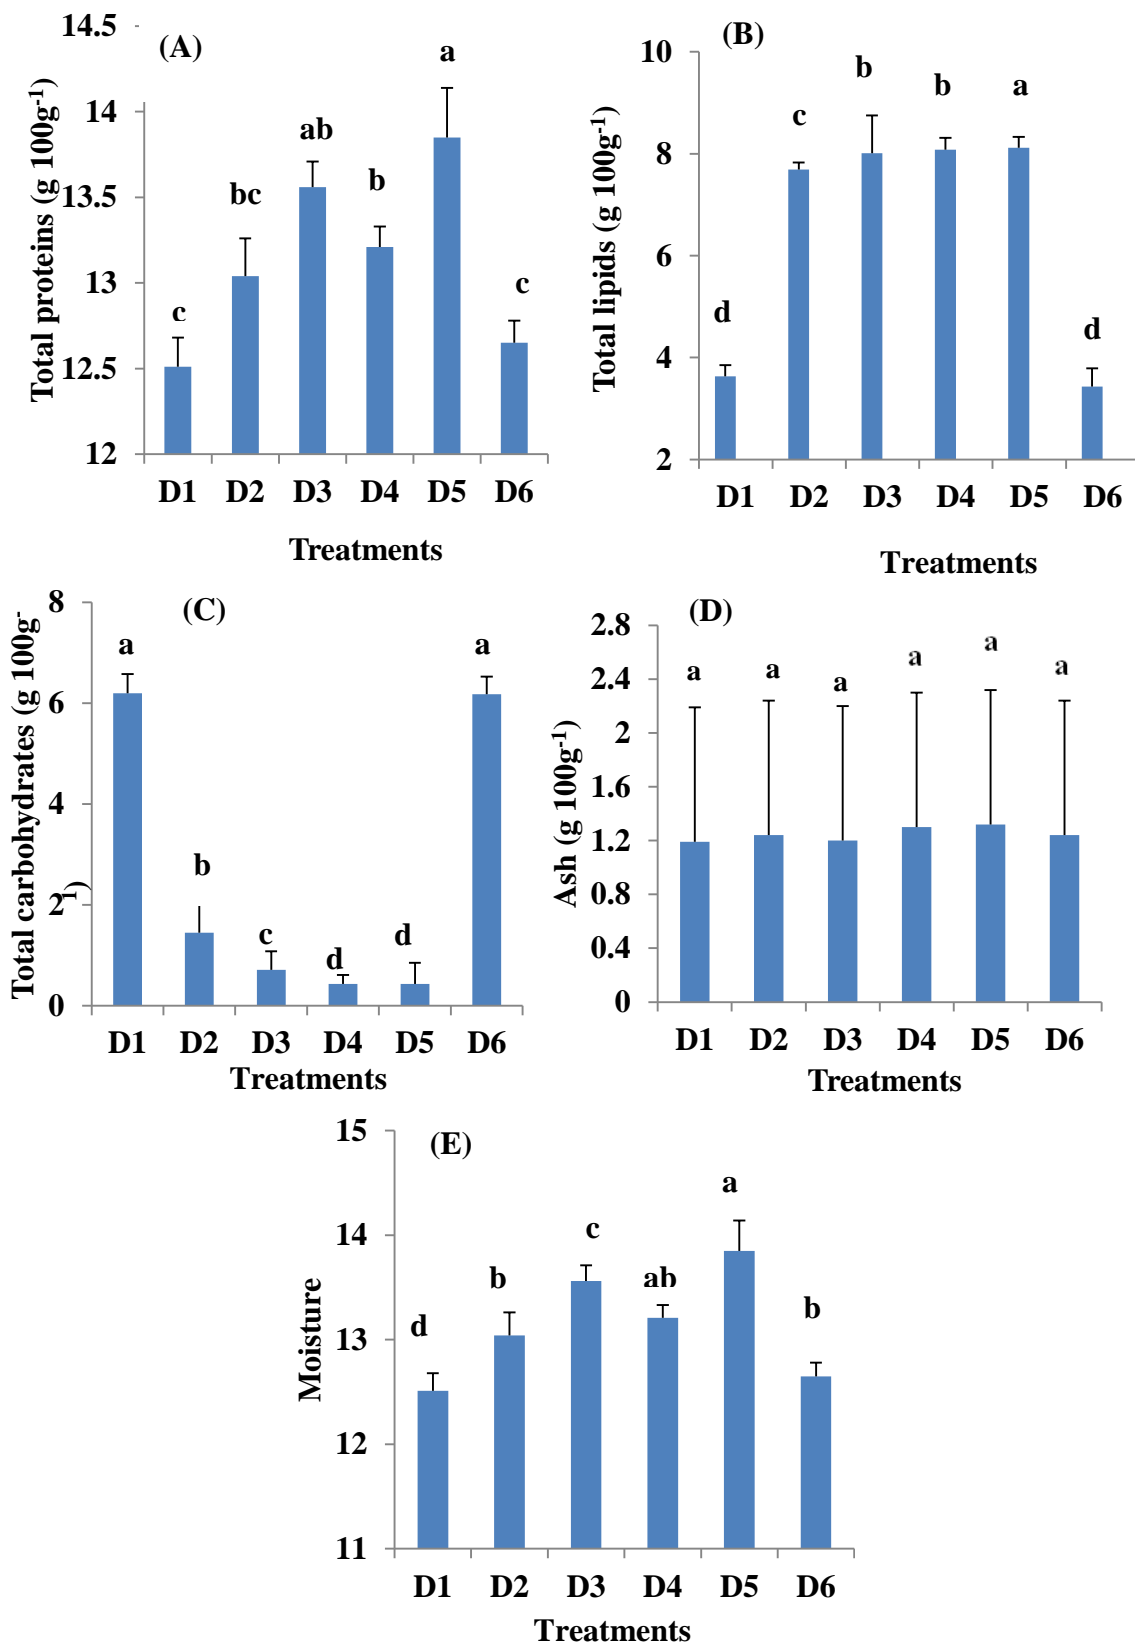 (A)
Total proteins (g 100g-1)
14.5
14
13.5
13
12.5
12
c
bc
ab
b
a
c
D1 D2 D3 D4 D5 D6
Treatments
(B)
Total lipids (g 100g-1)
10
8
6
4
2
d
c
b
b
a
d
D1 D2 D3 D4 D5 D6
Treatments
(C)
Total carbohydrates (g 100g-
1)
8
6
4
2
0
a
b
c
d
d
a
D1 D2 D3 D4 D5 D6
Treatments
(D)
Ash (g 100g-1)
2.8
2.4
2
1.6
1.2
0.8
0.4
0
a
a
a
a
a
a
D1 D2 D3 D4 D5 D6
Treatments
(E)
Moisture
15
14
13
12
11
d
b
c
ab
a
b
D1 D2 D3 D4 D5 D6
Treatments